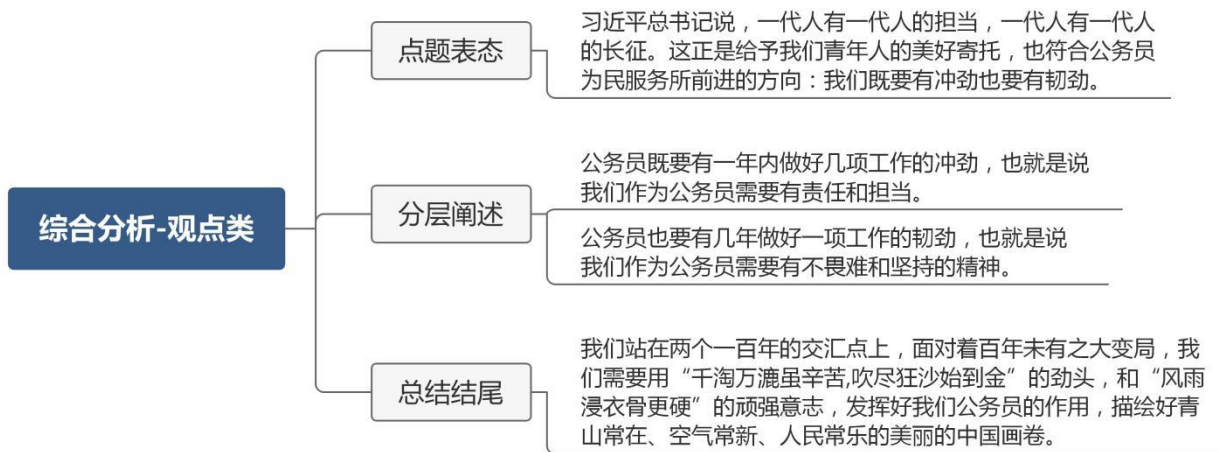 综合分析-观点类
点题表态
习近平总书记说，一代人有一代人的担当，一代人有一代人
的长征。这正是给予我们青年人的美好寄托，也符合公务员
为民服务所前进的方向：我们既要有冲劲也要有韧劲。
分层阐述
公务员既要有一年内做好几项工作的冲劲，也就是说
我们作为公务员需要有责任和担当。
公务员也要有几年做好一项工作的韧劲，也就是说
我们作为公务员需要有不畏难和坚持的精神。
总结结尾
我们站在两个一百年的交汇点上，面对着百年未有之大变局，我
们需要用“千淘万漉虽辛苦,吹尽狂沙始到金”的劲头，和“风雨
浸衣骨更硬”的顽强意志，发挥好我们公务员的作用，描绘好青
山常在、空气常新、人民常乐的美丽的中国画卷。